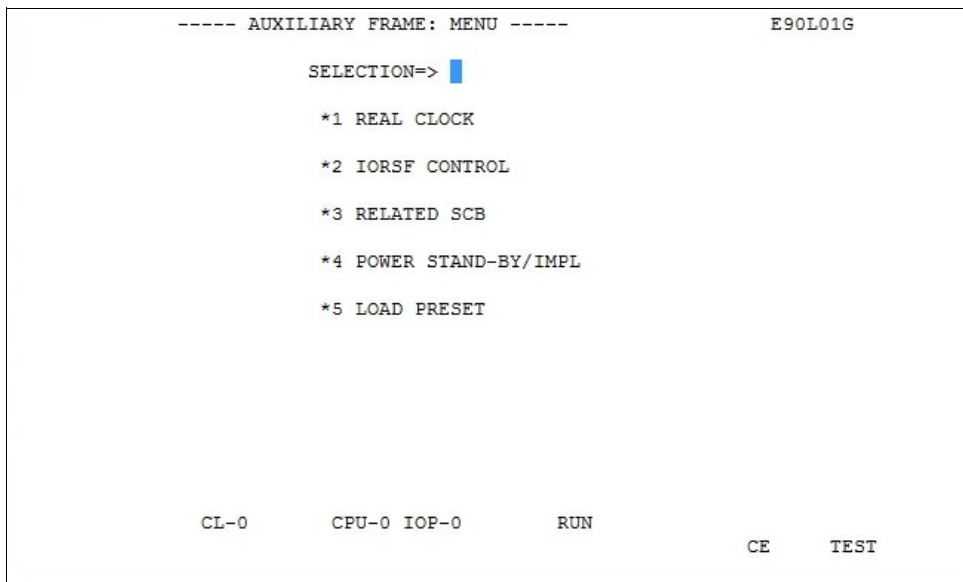 ----- AUXILIARY FRAME: MENU ----- E90L01G
SELECTION=>
*1 REAL CLOCK
*2 IORSF CONTROL
*3 RELATED SCB
*4 POWER STAND-BY/IMPL
*5 LOAD PRESET
CL-0 CPU-0 IOP-0 RUN
CE TEST